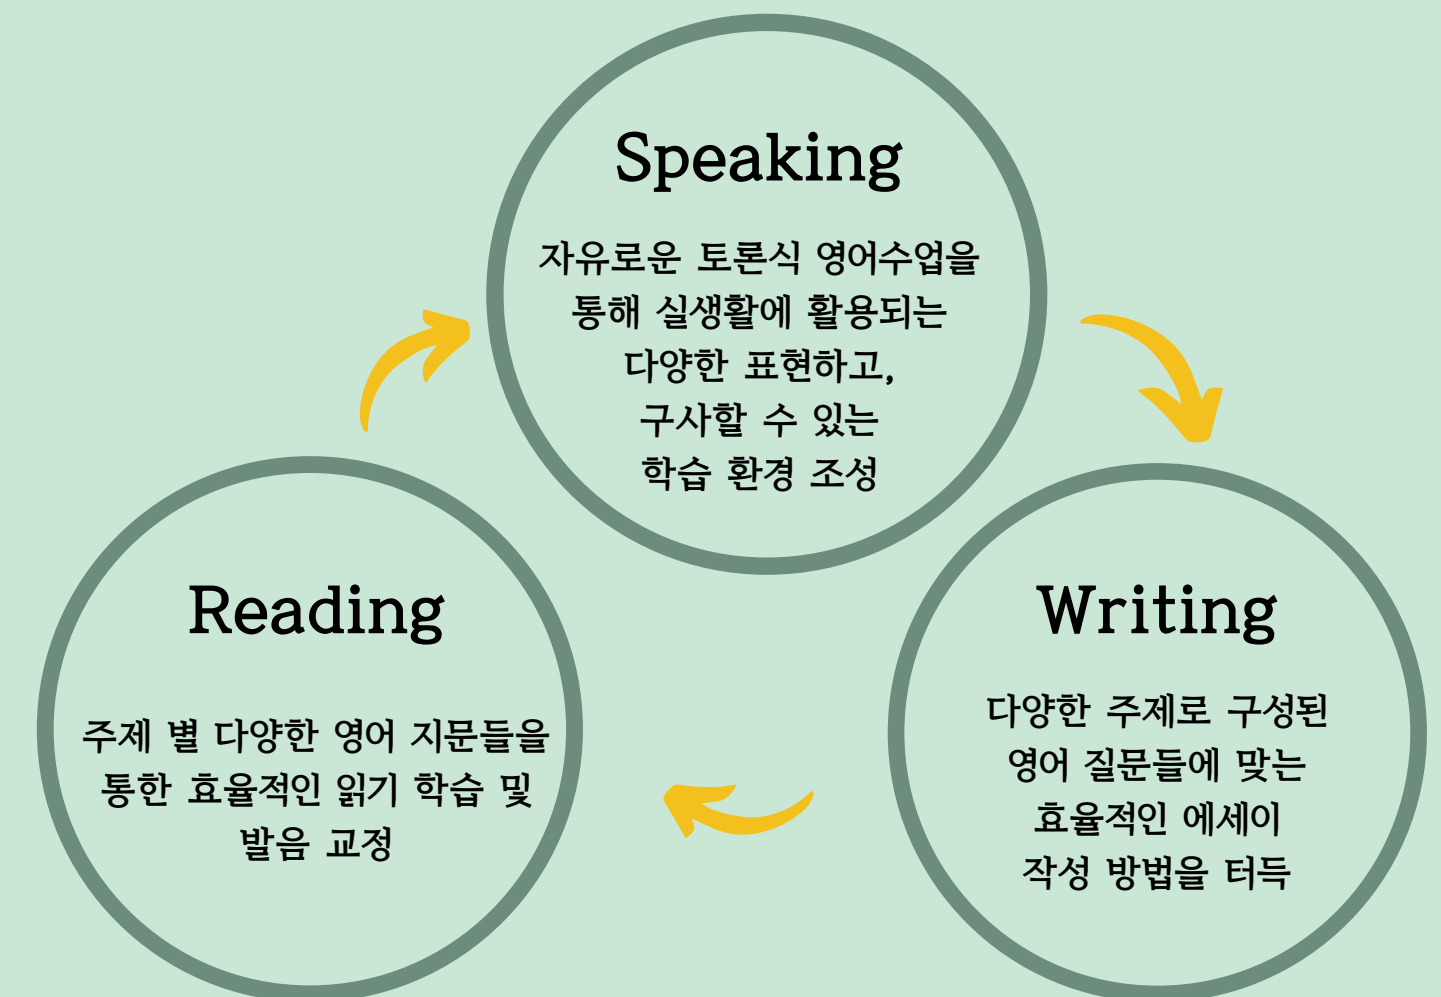 Speaking
자유로운 토론식 영어수업을
통해 실생활에 활용되는
다양한 표현하고,
구사할 수 있는
학습 환경 조성
Reading
주제 별 다양한 영어 지문들을
통한 효율적인 읽기 학습 및
발음 교정
Writing
다양한 주제로 구성된
영어 질문들에 맞는
효율적인 에세이
작성 방법을 터득